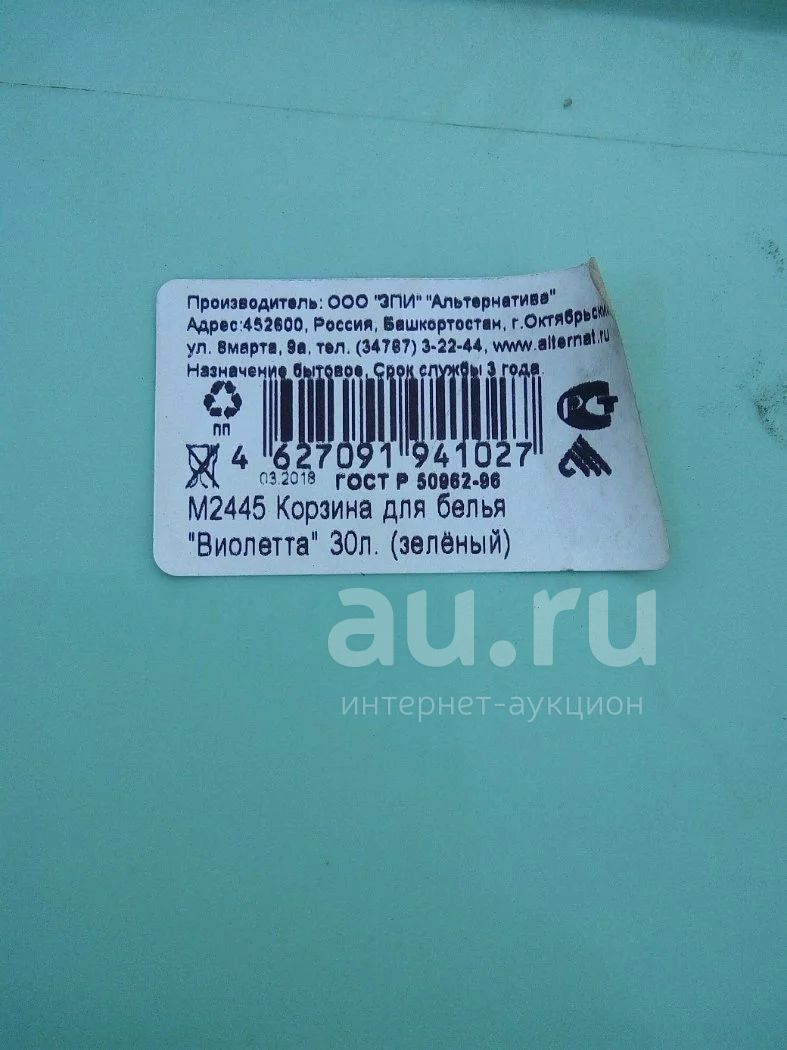 Производитель: ООО "ЗПИ" "Альтернатива"
Адрес:452600, Россия, Башкортостан, г.Октябрьски
ул. 8марта, 9а, тел. (34767) 3-22-44, www.alternat.ru
Назначение бытовое, Срок службы 3 года.
ПП
РСТ
4 627091 941027
03.2018 ГОСТ Р 50962-96
М2445 Корзина для белья
"Виолетта" 30л. (зелёный)
au.ru
интернет-аукцион